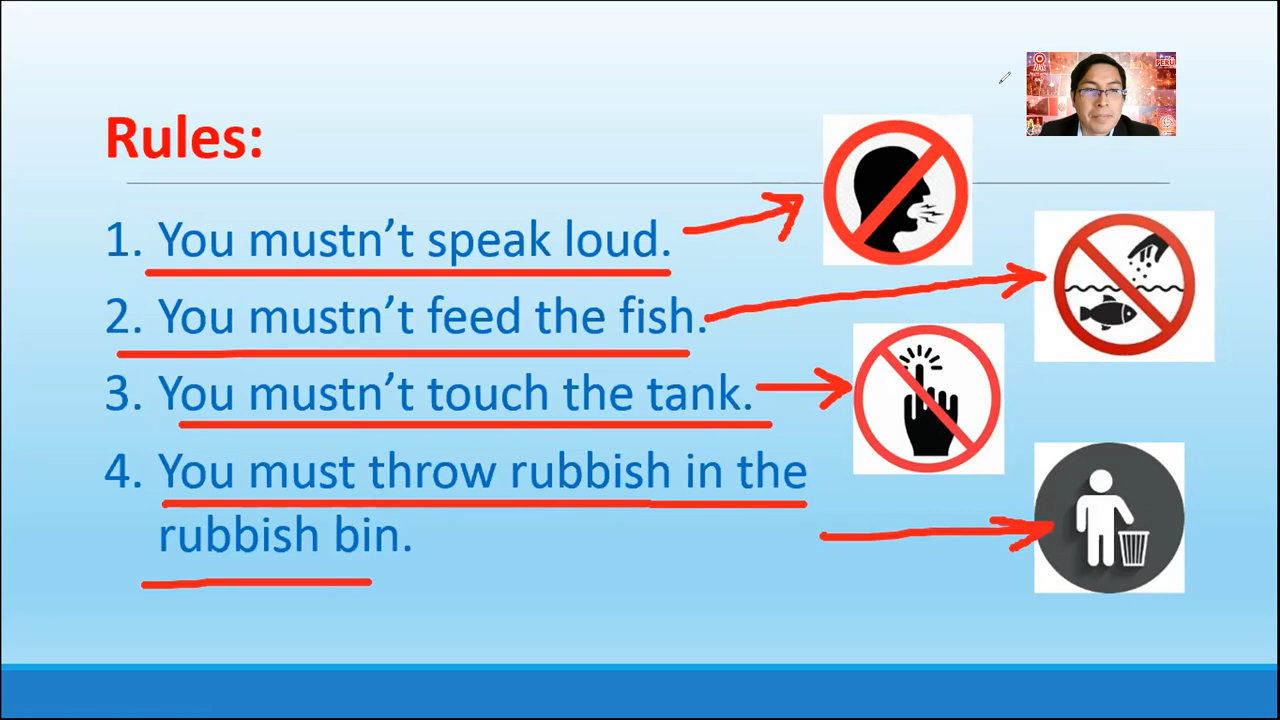 PERÚ
Rules:
1. You mustn’t speak loud.
2. You mustn’t feed the fish.
3. You mustn’t touch the tank.
4. You must throw rubbish in the
rubbish bin.